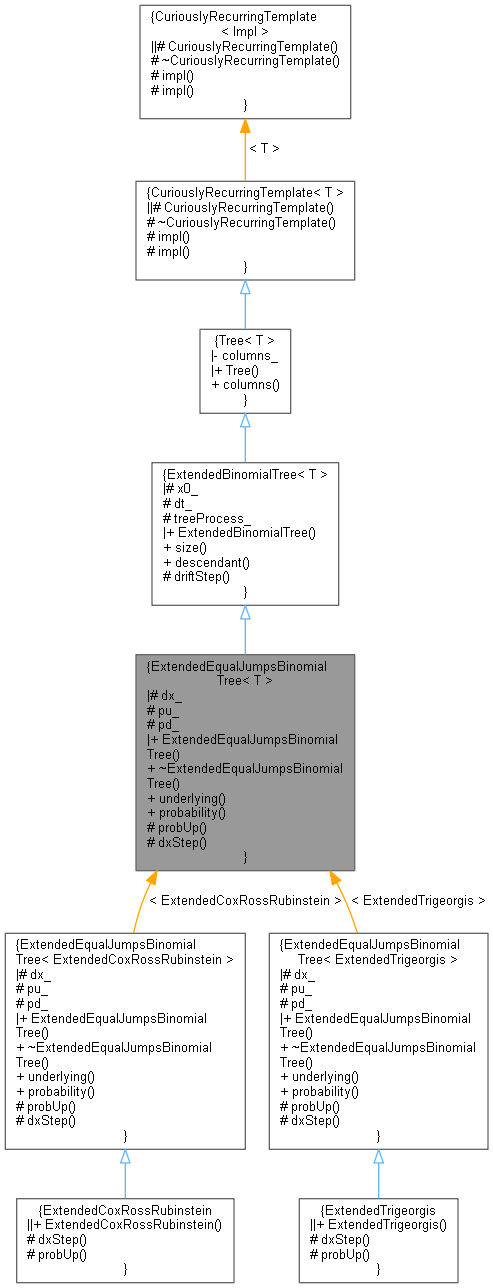 {CuriouslyRecurringTemplate
< Impl >
||# CuriouslyRecurringTemplate()
# ~CuriouslyRecurringTemplate()
# impl()
# impl()
}
< T >
{CuriouslyRecurringTemplate< T >
||# CuriouslyRecurringTemplate()
# ~CuriouslyRecurringTemplate()
# impl()
# impl()
}
{Tree< T >
|- columns_
|+ Tree()
+ columns()
}
{ExtendedBinomialTree< T >
|# x0_
# dt_
# treeProcess_
|+ ExtendedBinomialTree()
+ size()
+ descendant()
# driftStep()
}
{ExtendedEqualJumpsBinomial
Tree< T >
|# dx_
# pu_
# pd_
|+ ExtendedEqualJumpsBinomial
Tree()
+ ~ExtendedEqualJumpsBinomial
Tree()
+ underlying()
+ probability()
# probUp()
# dxStep()
}
< ExtendedCoxRossRubinstein >
< ExtendedTrigeorgis >
{ExtendedEqualJumpsBinomial
Tree< ExtendedCoxRossRubinstein >
|# dx_
# pu_
# pd_
|+ ExtendedEqualJumpsBinomial
Tree()
+ ~ExtendedEqualJumpsBinomial
Tree()
+ underlying()
+ probability()
# probUp()
# dxStep()
}
{ExtendedEqualJumpsBinomial
Tree< ExtendedTrigeorgis >
|# dx_
# pu_
# pd_
|+ ExtendedEqualJumpsBinomial
Tree()
+ ~ExtendedEqualJumpsBinomial
Tree()
+ underlying()
+ probability()
# probUp()
# dxStep()
}
{ExtendedCoxRossRubinstein
||+ ExtendedCoxRossRubinstein()
# dxStep()
# probUp()
}
{ExtendedTrigeorgis
||+ ExtendedTrigeorgis()
# dxStep()
# probUp()
}